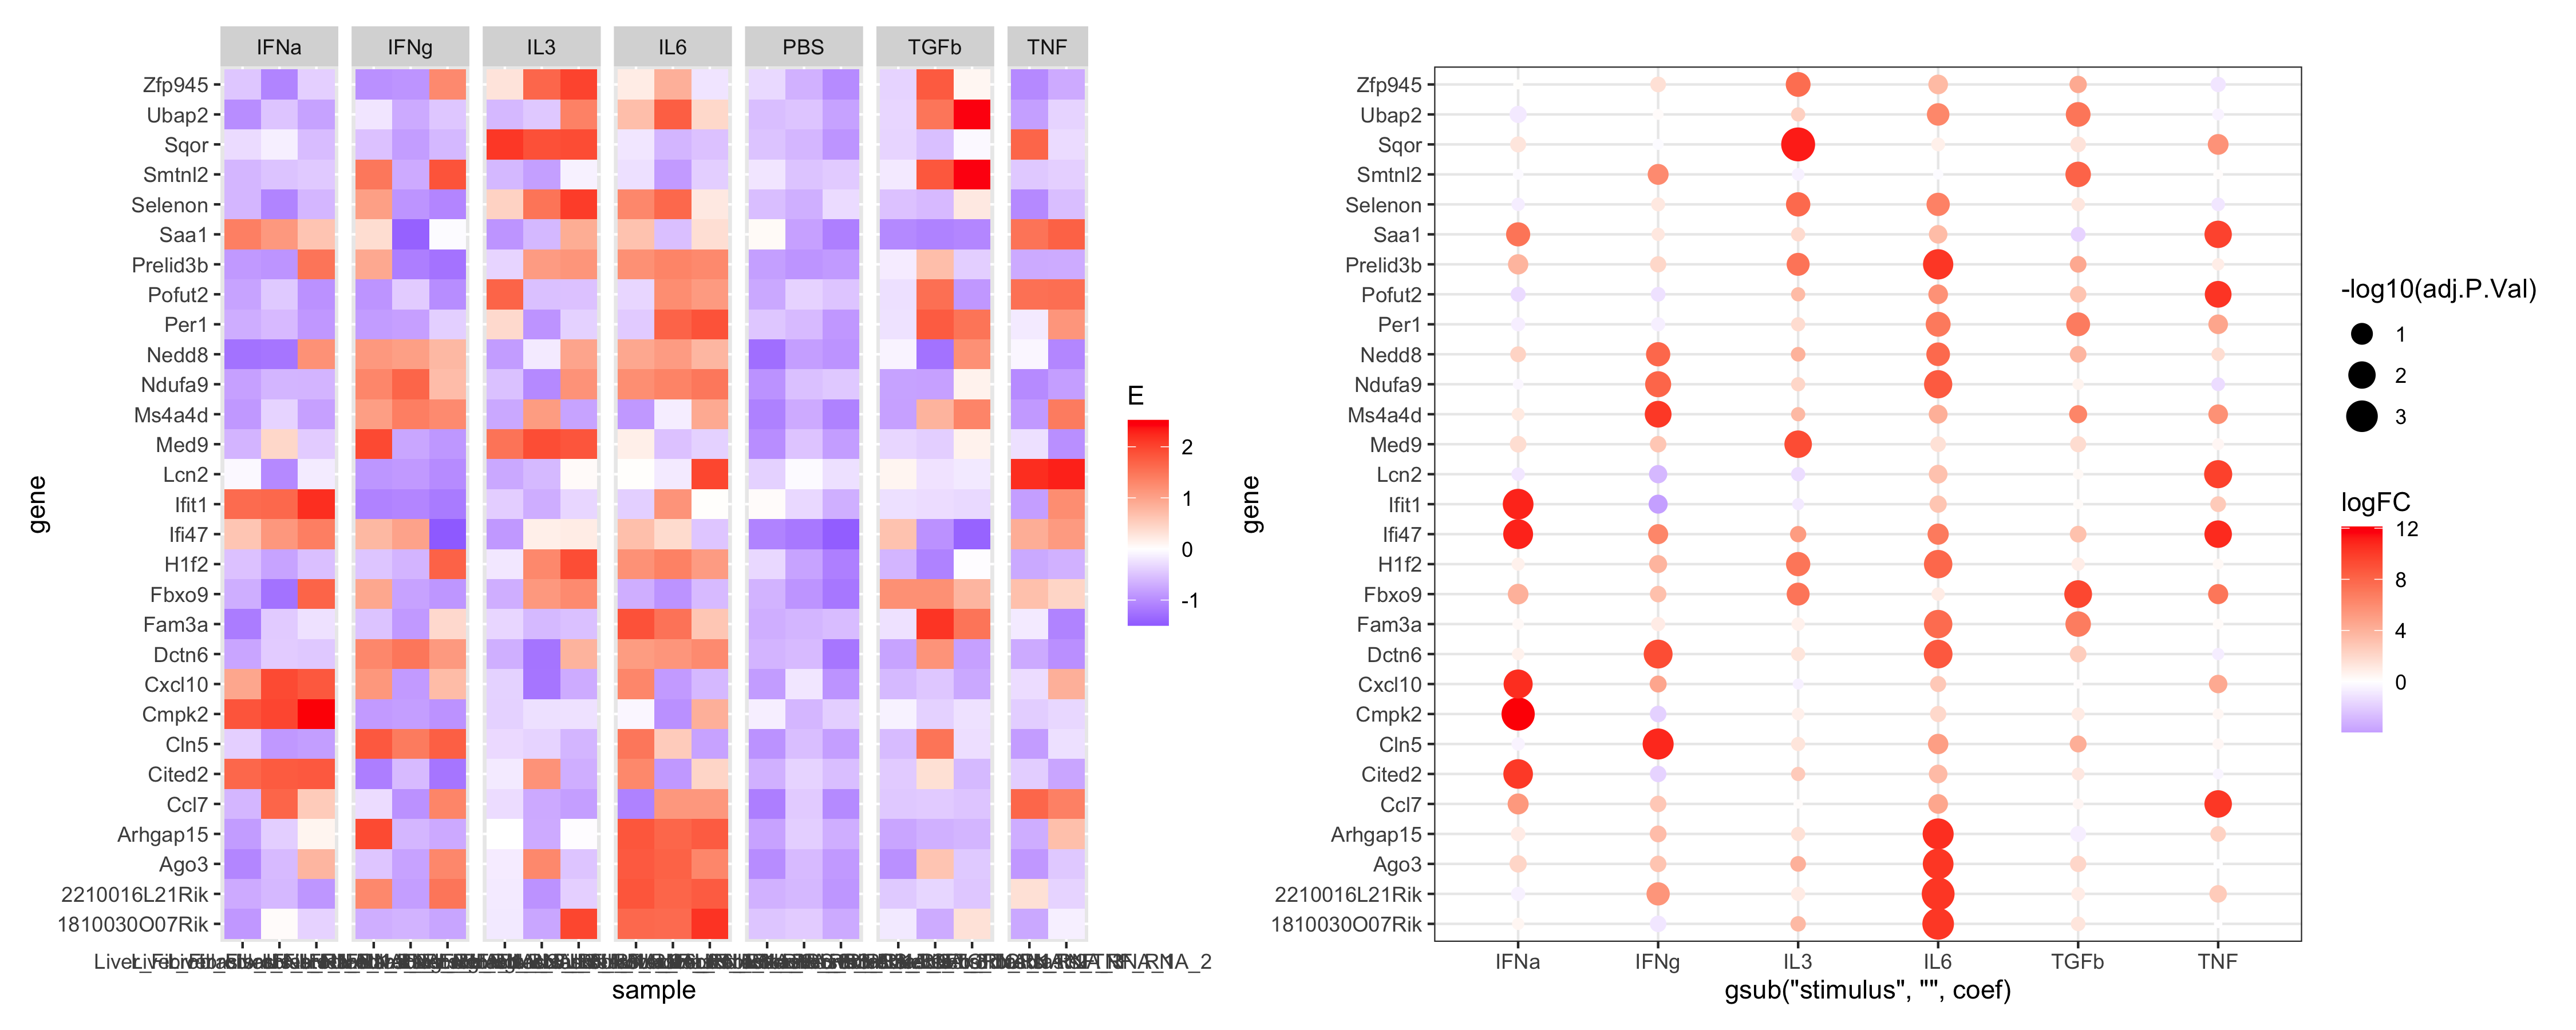 IFNa IFNg IL3 IL6 PBS TGFb TNF
Zfp945
Ubap2
Sqor
Smtnl2
Selenon
Saa1
Prelid3b
Pofut2
Per1
Nedd8
Ndufa9
Ms4a4d
Med9
Lcn2
Ifit1
Ifi47
H1f2
Fbxo9
Fam3a
Dctn6
Cxcl10
Cmpk2
Cln5
Cited2
Ccl7
Arhgap15
Ago3
2210016L21Rik
1810030O07Rik
gene
sample
E
2
1
0
-1
gene
Zfp945
Ubap2
Sqor
Smtnl2
Selenon
Saa1
Prelid3b
Pofut2
Per1
Nedd8
Ndufa9
Ms4a4d
Med9
Lcn2
Ifit1
Ifi47
H1f2
Fbxo9
Fam3a
Dctn6
Cxcl10
Cmpk2
Cln5
Cited2
Ccl7
Arhgap15
Ago3
2210016L21Rik
1810030O07Rik
IFNa IFNg IL3 IL6 TGFb TNF
gsub("stimulus", "", coef)
-log10(adj.P.Val)
1
2
3
logFC
12
8
4
0